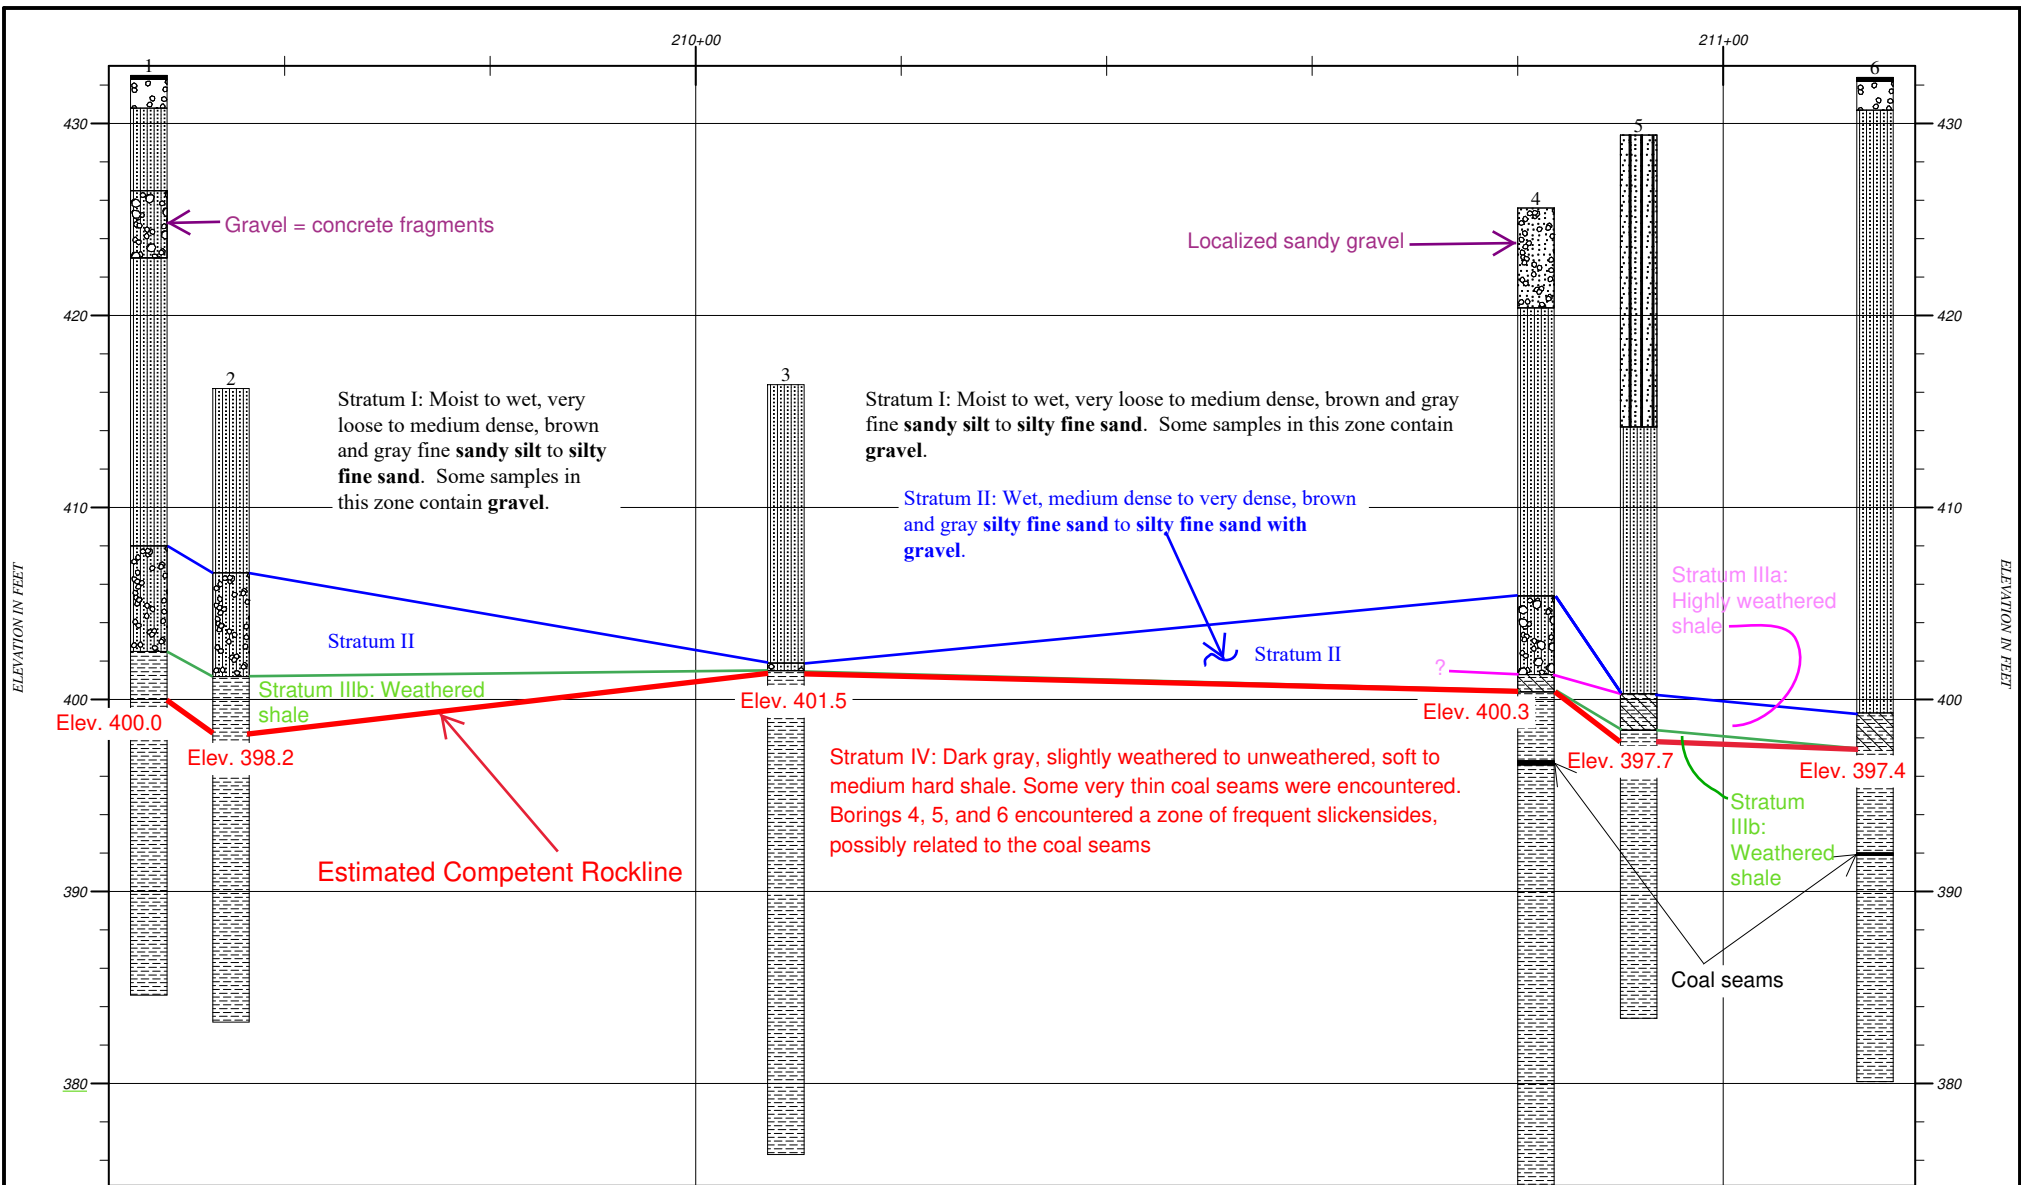 210+00
211+00
1
6
430
430
5
4
Gravel = concrete fragments
Localized sandy gravel
420
420
2
3
Stratum I: Moist to wet, very
loose to medium dense, brown
and gray fine sandy silt to silty
fine sand. Some samples in
this zone contain gravel.
Stratum I: Moist to wet, very loose to medium dense, brown and gray
fine sandy silt to silty fine sand. Some samples in this zone contain
gravel.
410
410
Stratum II: Wet, medium dense to very dense, brown
and gray silty fine sand to silty fine sand with
gravel.
ELEVATION IN FEET
ELEVATION IN FEET
Stratum IIIa:
Highly weathered
shale
Stratum II
Stratum II
?
400
400
Stratum IIIb: Weathered
shale
Elev. 400.0
Elev. 398.2
Elev. 401.5
Elev. 400.3
Elev. 397.7
Elev. 397.4
Stratum IV: Dark gray, slightly weathered to unweathered, soft to
medium hard shale. Some very thin coal seams were encountered.
Borings 4, 5, and 6 encountered a zone of frequent slickensides,
possibly related to the coal seams
Stratum
IIIb:
Weathered
shale
Estimated Competent Rockline
390
390
Coal seams
380
380